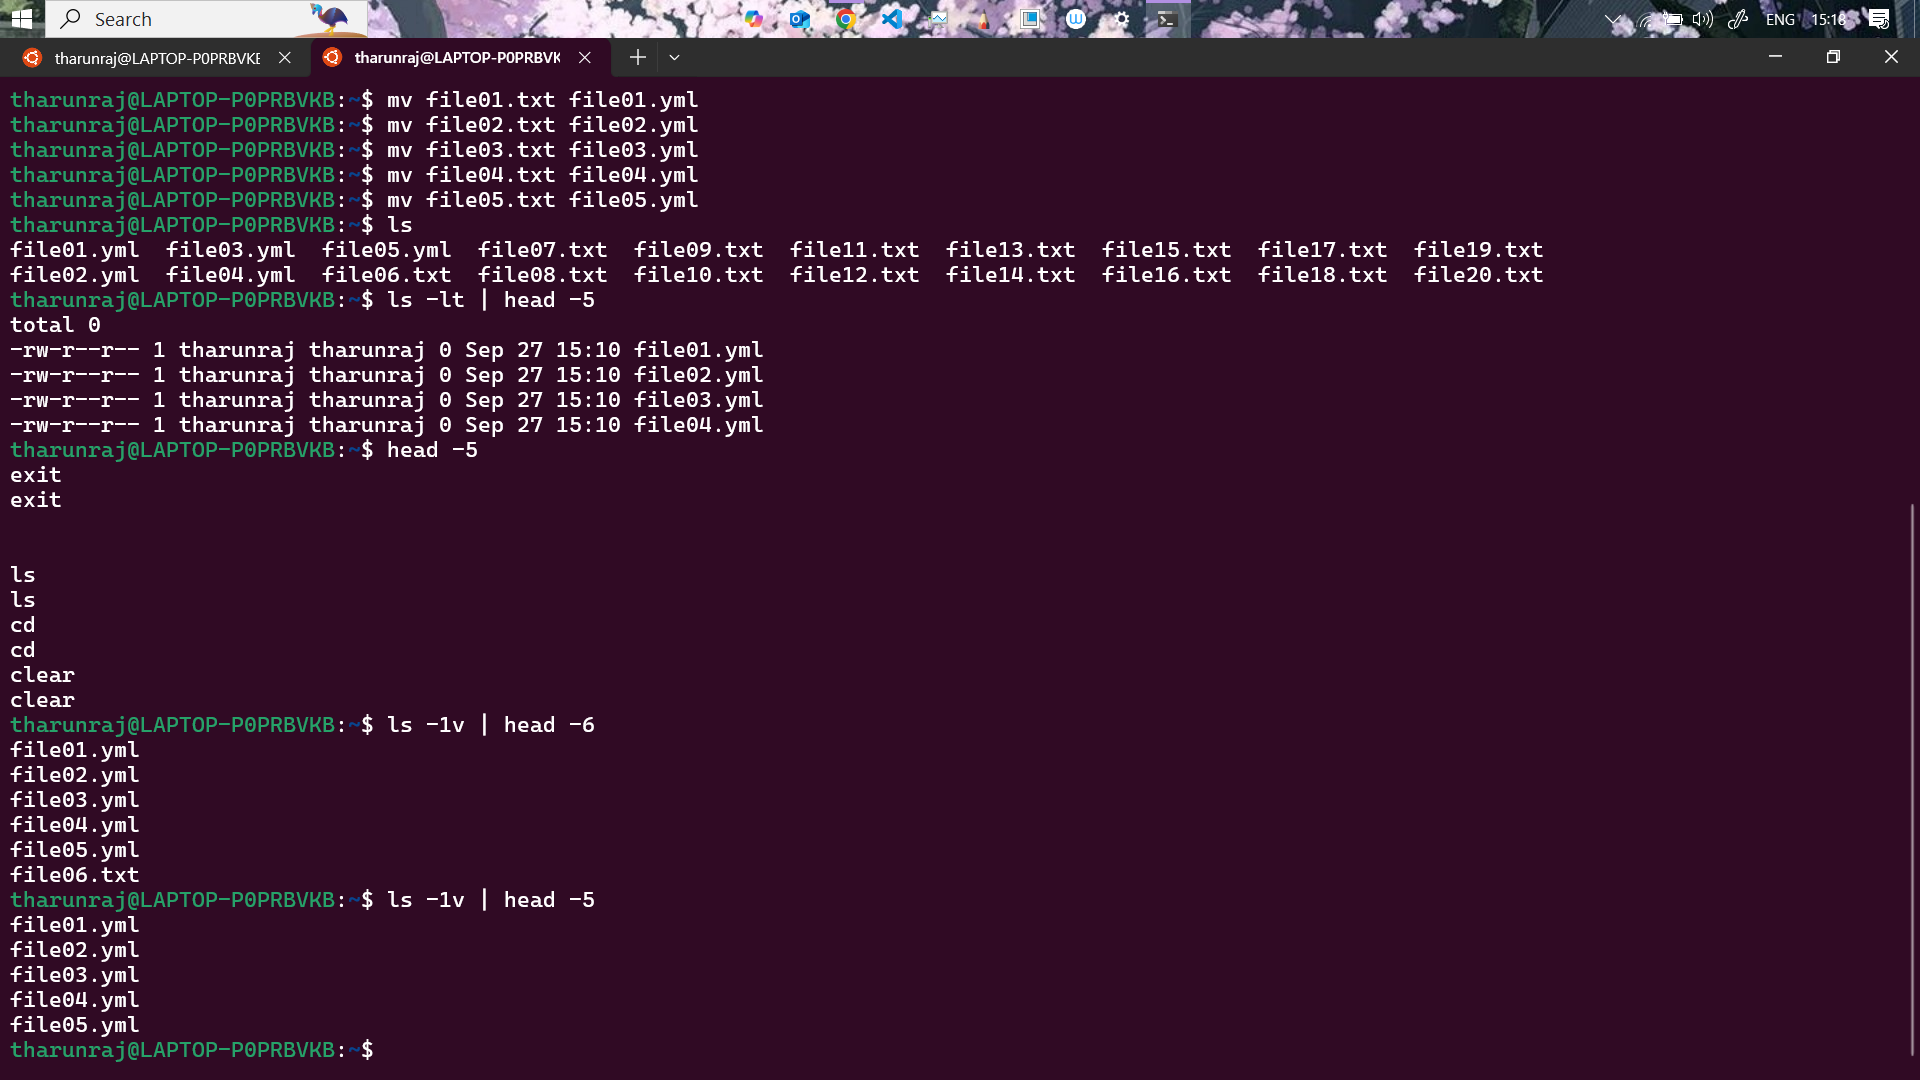 Search
ENG 15:18
tharunraj@LAPTOP-P0PRBVKE
tharunraj@LAPTOP-P0PRBVK
tharunraj@LAPTOP-P0PRBVKB:~$ mv file01.txt file01.yml
tharunraj@LAPTOP-P0PRBVKB:~$ mv file02.txt file02.yml
tharunraj@LAPTOP-P0PRBVKB:~$ mv file03.txt file03.yml
tharunraj@LAPTOP-P0PRBVKB:~$ mv file04.txt file04.yml
tharunraj@LAPTOP-P0PRBVKB:~$ mv file05.txt file05.yml
tharunraj@LAPTOP-P0PRBVKB:~$ ls
file01.yml  file03.yml  file05.yml  file07.txt  file09.txt  file11.txt  file13.txt  file15.txt  file17.txt  file19.txt
file02.yml  file04.yml  file06.txt  file08.txt  file10.txt  file12.txt  file14.txt  file16.txt  file18.txt  file20.txt
tharunraj@LAPTOP-P0PRBVKB:~$ ls -lt | head -5
total 0
-rw-r--r-- 1 tharunraj tharunraj 0 Sep 27 15:10 file01.yml
-rw-r--r-- 1 tharunraj tharunraj 0 Sep 27 15:10 file02.yml
-rw-r--r-- 1 tharunraj tharunraj 0 Sep 27 15:10 file03.yml
-rw-r--r-- 1 tharunraj tharunraj 0 Sep 27 15:10 file04.yml
tharunraj@LAPTOP-P0PRBVKB:~$ head -5
exit
exit
ls
ls
cd
cd
clear
clear
tharunraj@LAPTOP-P0PRBVKB:~$ ls -1v | head -6
file01.yml
file02.yml
file03.yml
file04.yml
file05.yml
file06.txt
tharunraj@LAPTOP-P0PRBVKB:~$ ls -1v | head -5
file01.yml
file02.yml
file03.yml
file04.yml
file05.yml
tharunraj@LAPTOP-P0PRBVKB:~$